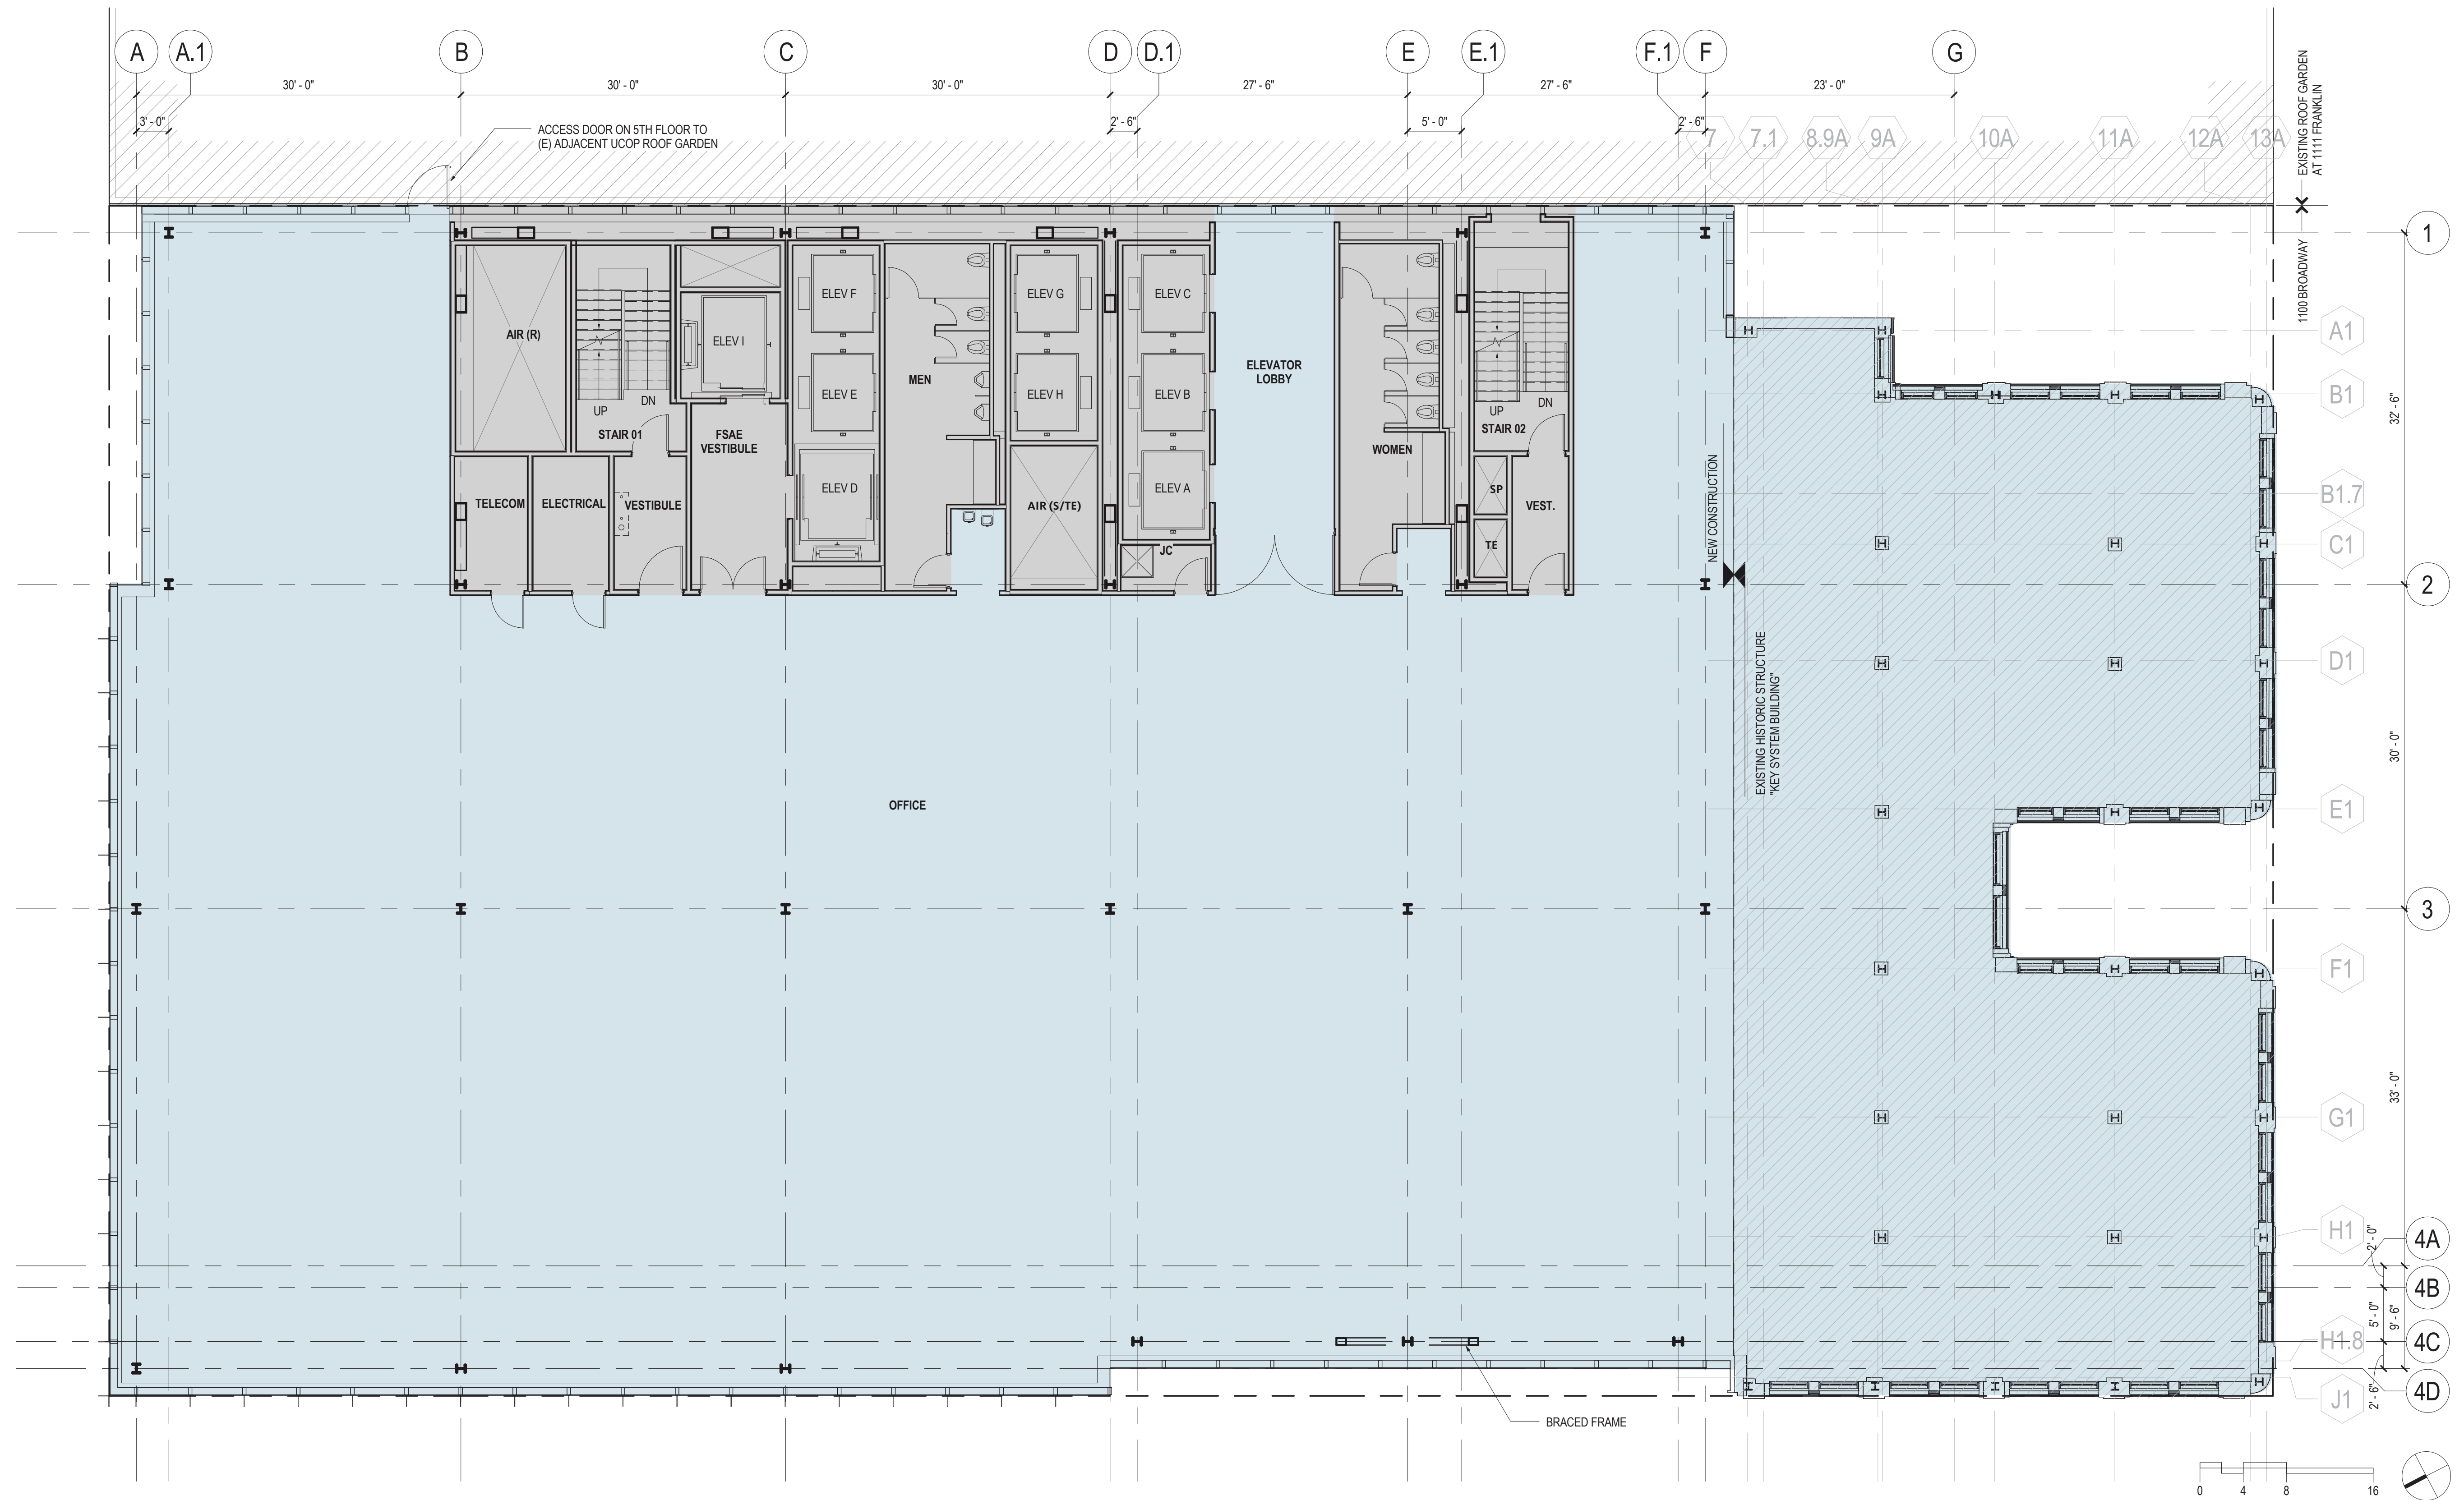 A
A.1
B
C
D
D.1
E
E.1
F.1
F
G
30' - 0"
30' - 0"
30' - 0"
27' - 6"
27' - 6"
23' - 0"
3' - 0"
2' - 6"
5' - 0"
2' - 6"
ACCESS DOOR ON 5TH FLOOR TO
(E) ADJACENT UCOP ROOF GARDEN
7
7.1
8.9A
9A
10A
11A
12A
13A
EXISTING ROOF GARDEN
AT 1111 FRANKLIN
1100 BROADWAY
1
A1
B1
32' - 6"
B1.7
C1
2
D1
30' - 0"
E1
3
F1
33' - 0"
G1
H1
2' - 0"
4A
4B
5' - 0"
9' - 6"
H1.8
4C
2' - 6"
4D
J1
AIR (R)
UP
DN
STAIR 01
ELEV I
FSAE
VESTIBULE
ELEV F
ELEV E
ELEV D
MEN
ELEV G
ELEV H
AIR (S/TE)
ELEV C
ELEV B
ELEV A
JC
ELEVATOR
LOBBY
WOMEN
UP
DN
STAIR 02
SP
TE
VEST.
TELECOM
ELECTRICAL
VESTIBULE
NEW CONSTRUCTION
EXISTING HISTORIC STRUCTURE
"KEY SYSTEM BUILDING"
OFFICE
BRACED FRAME
0
4
8
16